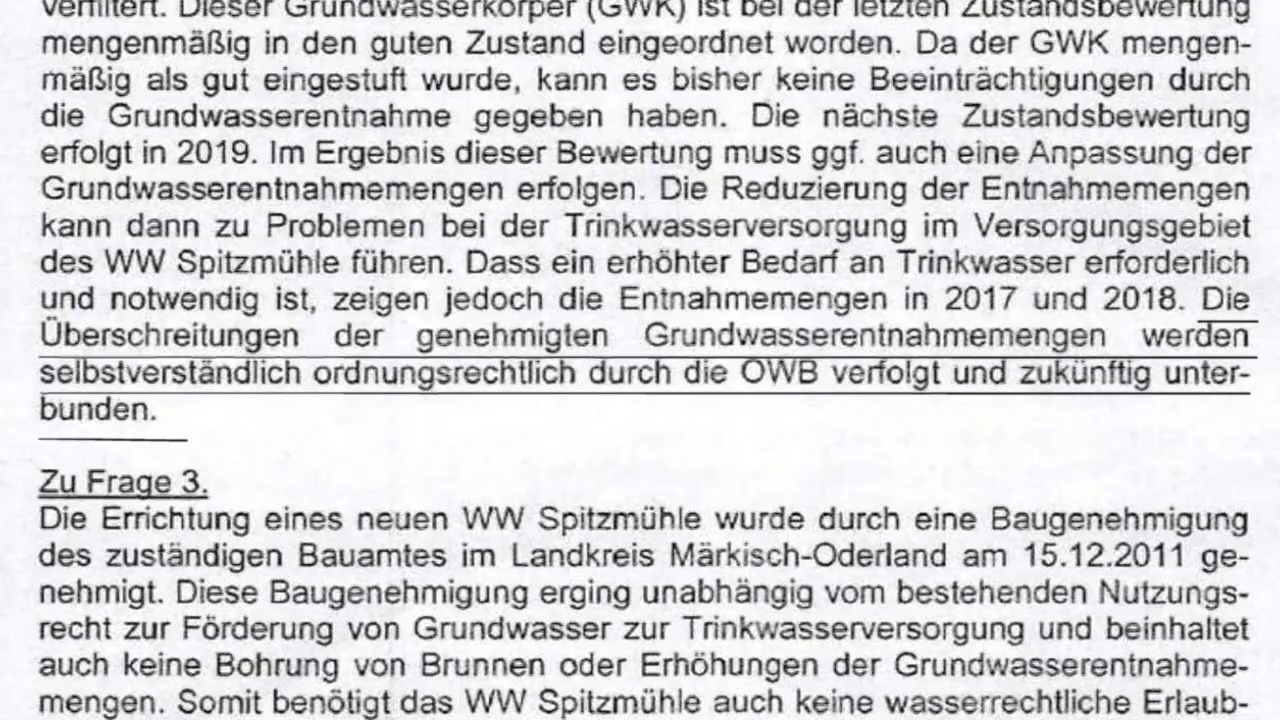 verfiltert. Dieser Grundwasserkörper (GWK) ist bei der letzten Zustandsbewertung
mengenmäßig in den guten Zustand eingeordnet worden. Da der GWK mengen-
mäßig als gut eingestuft wurde, kann es bisher keine Beeinträchtigungen durch
die Grundwasserentnahme gegeben haben. Die nächste Zustandsbewertung
erfolgt in 2019. Im Ergebnis dieser Bewertung muss ggf. auch eine Anpassung der
Grundwasserentnahmemengen erfolgen. Die Reduzierung der Entnahmemengen
kann dann zu Problemen bei der Trinkwasserversorgung im Versorgungsgebiet
des WW Spitzmühle führen. Dass ein erhöhter Bedarf an Trinkwasser erforderlich
und notwendig ist, zeigen jedoch die Entnahmemengen in 2017 und 2018. Die
Überschreitungen der genehmigten Grundwasserentnahmemengen werden
selbstverständlich ordnungsrechtlich durch die OWB verfolgt und zukünftig unter-
bunden.
Zu Frage 3.
Die Errichtung eines neuen WW Spitzmühle wurde durch eine Baugenehmigung
des zuständigen Bauamtes im Landkreis Märkisch-Oderland am 15.12.2011 ge-
nehmigt. Diese Baugenehmigung erging unabhängig vom bestehenden Nutzungs-
recht zur Förderung von Grundwasser zur Trinkwasserversorgung und beinhaltet
auch keine Bohrung von Brunnen oder Erhöhungen der Grundwasserentnahme-
mengen. Somit benötigt das WW Spitzmühle auch keine wasserrechtliche Erlaub-